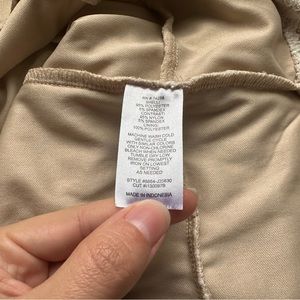 SHELL:
95% POLYESTER
5% SPANDEX
CONTRAST:
95% NYLON
5% SPANDEX
LINING:
100% POLYESTER
MACHINE WASH COLD
GENTLE CYCLE
WITH SIMILAR COLORS
ONLY NON-CHLORINE
BLEACH WHEN NEEDED
TUMBLE DRY LOW
REMOVE PROMPTLY
IRON ON LOWEST
SETTING
AS NEEDED
MADE IN INDONESIA